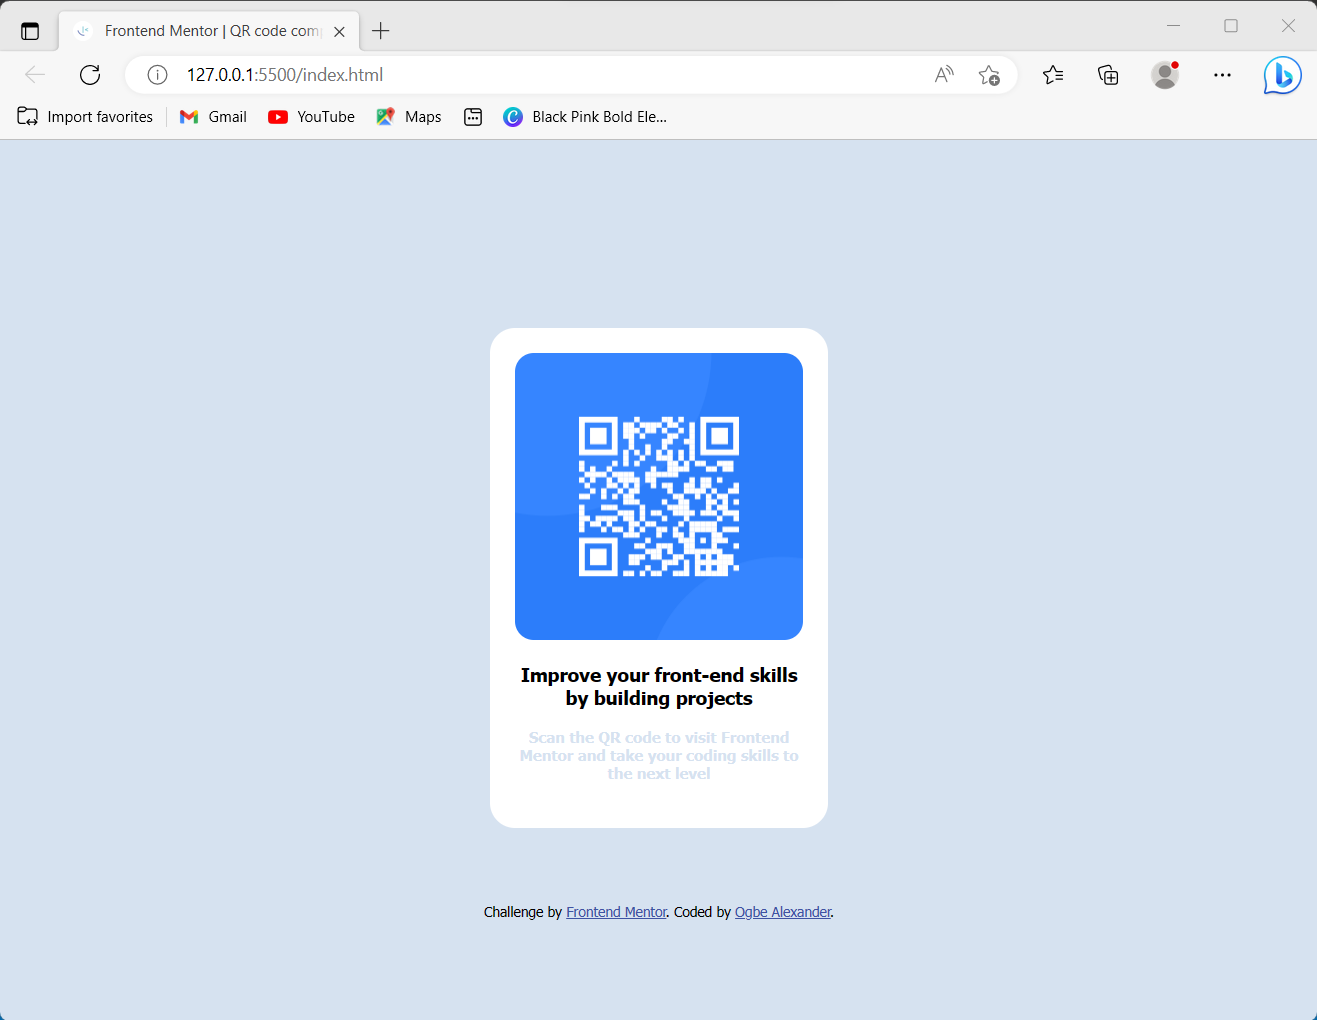 Frontend Mentor | QR code com
127.0.0.1:5500/index.html
Import favorites
Gmail
YouTube
Maps
Black Pink Bold Ele...
Improve your front-end skills
by building projects
Scan the QR code to visit Frontend
Mentor and take your coding skills to
the next level
Challenge by Frontend Mentor. Coded by Ogbe Alexander.